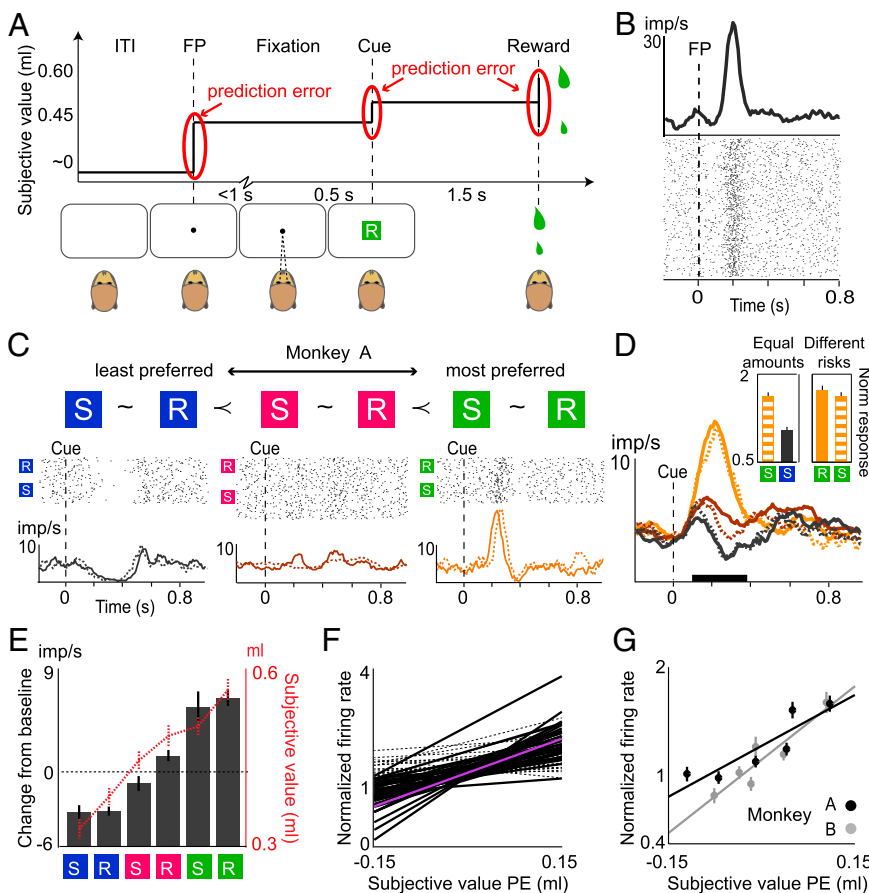 A
ITI FP Fixation Cue Reward
Subjective value (ml)
0.60
0.45
~0
prediction error
prediction error
<1 s 0.5 s 1.5 s
R
B
imp/s
30
FP
0 0.8
Time (s)
C
least preferred Monkey A most preferred
S ~ R ≺ S ~ R ≺ S ~ R
Cue Cue Cue
R R R
S S S
imp/s
10 10 10
0 0.8 0 0.8 0 0.8
Time (s)
D
Equal amounts
Different risks
2
0.5
Norm response
S S R S
imp/s
10
Cue
0 0.8
E
imp/s ml
9 0.6
0
-6 0.3
Change from baseline
Subjective value (ml)
S R S R S R
F
4
1
0
Normalized firing rate
-0.15 0.15
Subjective value PE (ml)
G
2
1
0.4
Normalized firing rate
Monkey A
B
-0.15 0.15
Subjective value PE (ml)